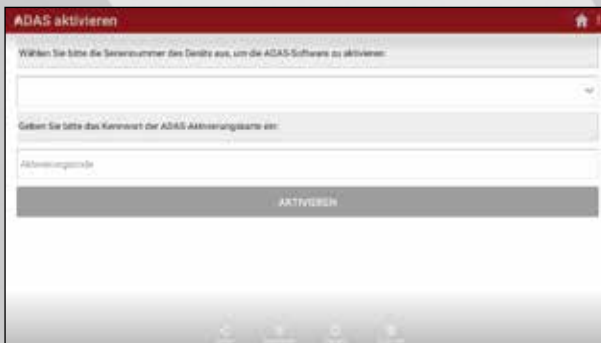 ADAS aktivieren
Wählen Sie bitte die Seriennummer des Geräts aus, um die ADAS-Software zu aktivieren
Geben Sie bitte das Kennwort der ADAS-Aktivierungskarte ein:
Aktivierungscode
AKTIVIEREN